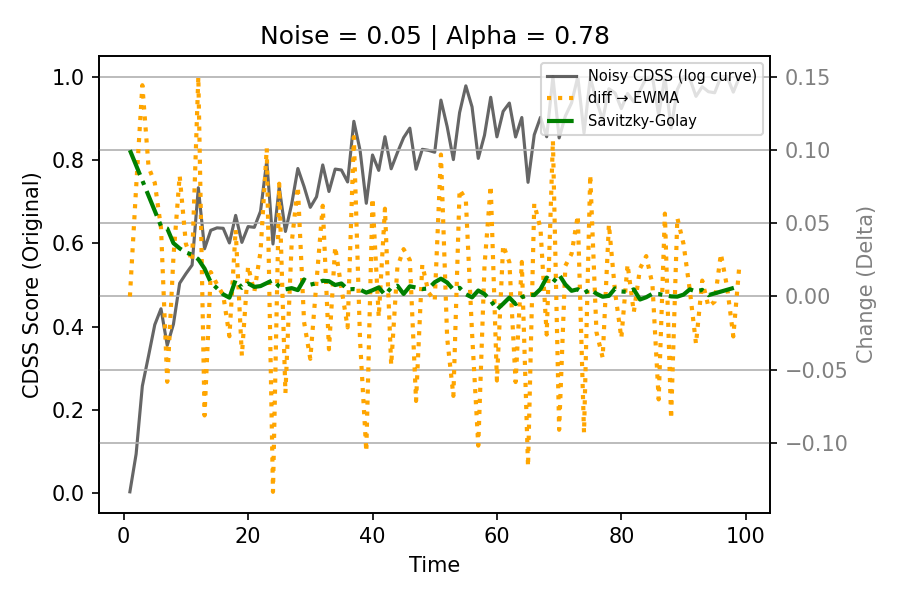 Noise = 0.05 | Alpha = 0.78
Noisy CDSS (log curve)
diff → EWMA
Savitzky-Golay
CDSS Score (Original)
1.0
0.8
0.6
0.4
0.2
0.0
0.15
0.10
0.05
0.00
−0.05
−0.10
Change (Delta)
0 20 40 60 80 100
Time